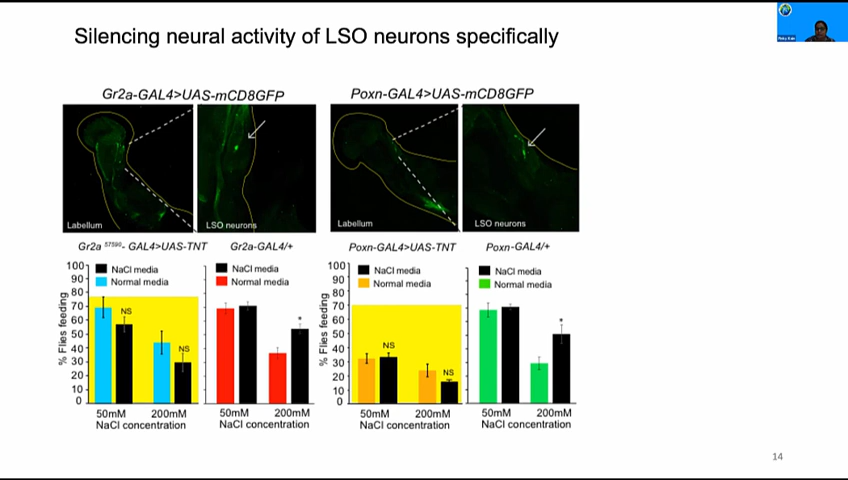 Silencing neural activity of LSO neurons specifically
Gr2a-GAL4>UAS-mCD8GFP
Poxn-GAL4>UAS-mCD8GFP
Labellum
LSO neurons
Labellum
LSO neurons
Gr2a 57590- GAL4>UAS-TNT
Gr2a-GAL4/+
Poxn-GAL4>UAS-TNT
Poxn-GAL4/+
% Flies feeding
100
90
80
70
60
50
40
30
20
10
0
NaCl media
Normal media
NS
NS
50mM 200mM
NaCl concentration
NaCl media
Normal media
*
50mM 200mM
NaCl concentration
% Flies feeding
100
90
80
70
60
50
40
30
20
10
0
NaCl media
Normal media
NS
NS
50mM 200mM
NaCl concentration
NaCl media
Normal media
*
50mM 200mM
NaCl concentration
14